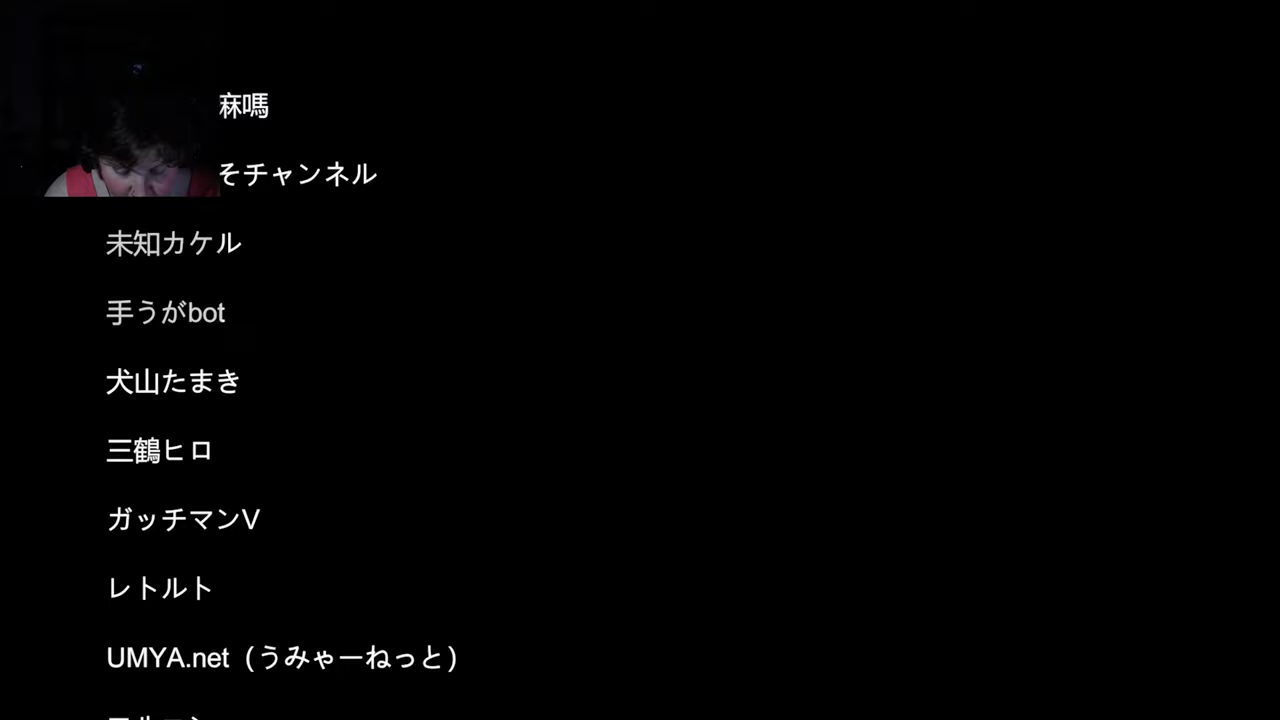 麻嗎
そチャンネル
未知カケル
手うがbot
犬山たまき
三鶴ヒロ
ガッチマンV
レトルト
UMYA.net（うみゃーねっと）